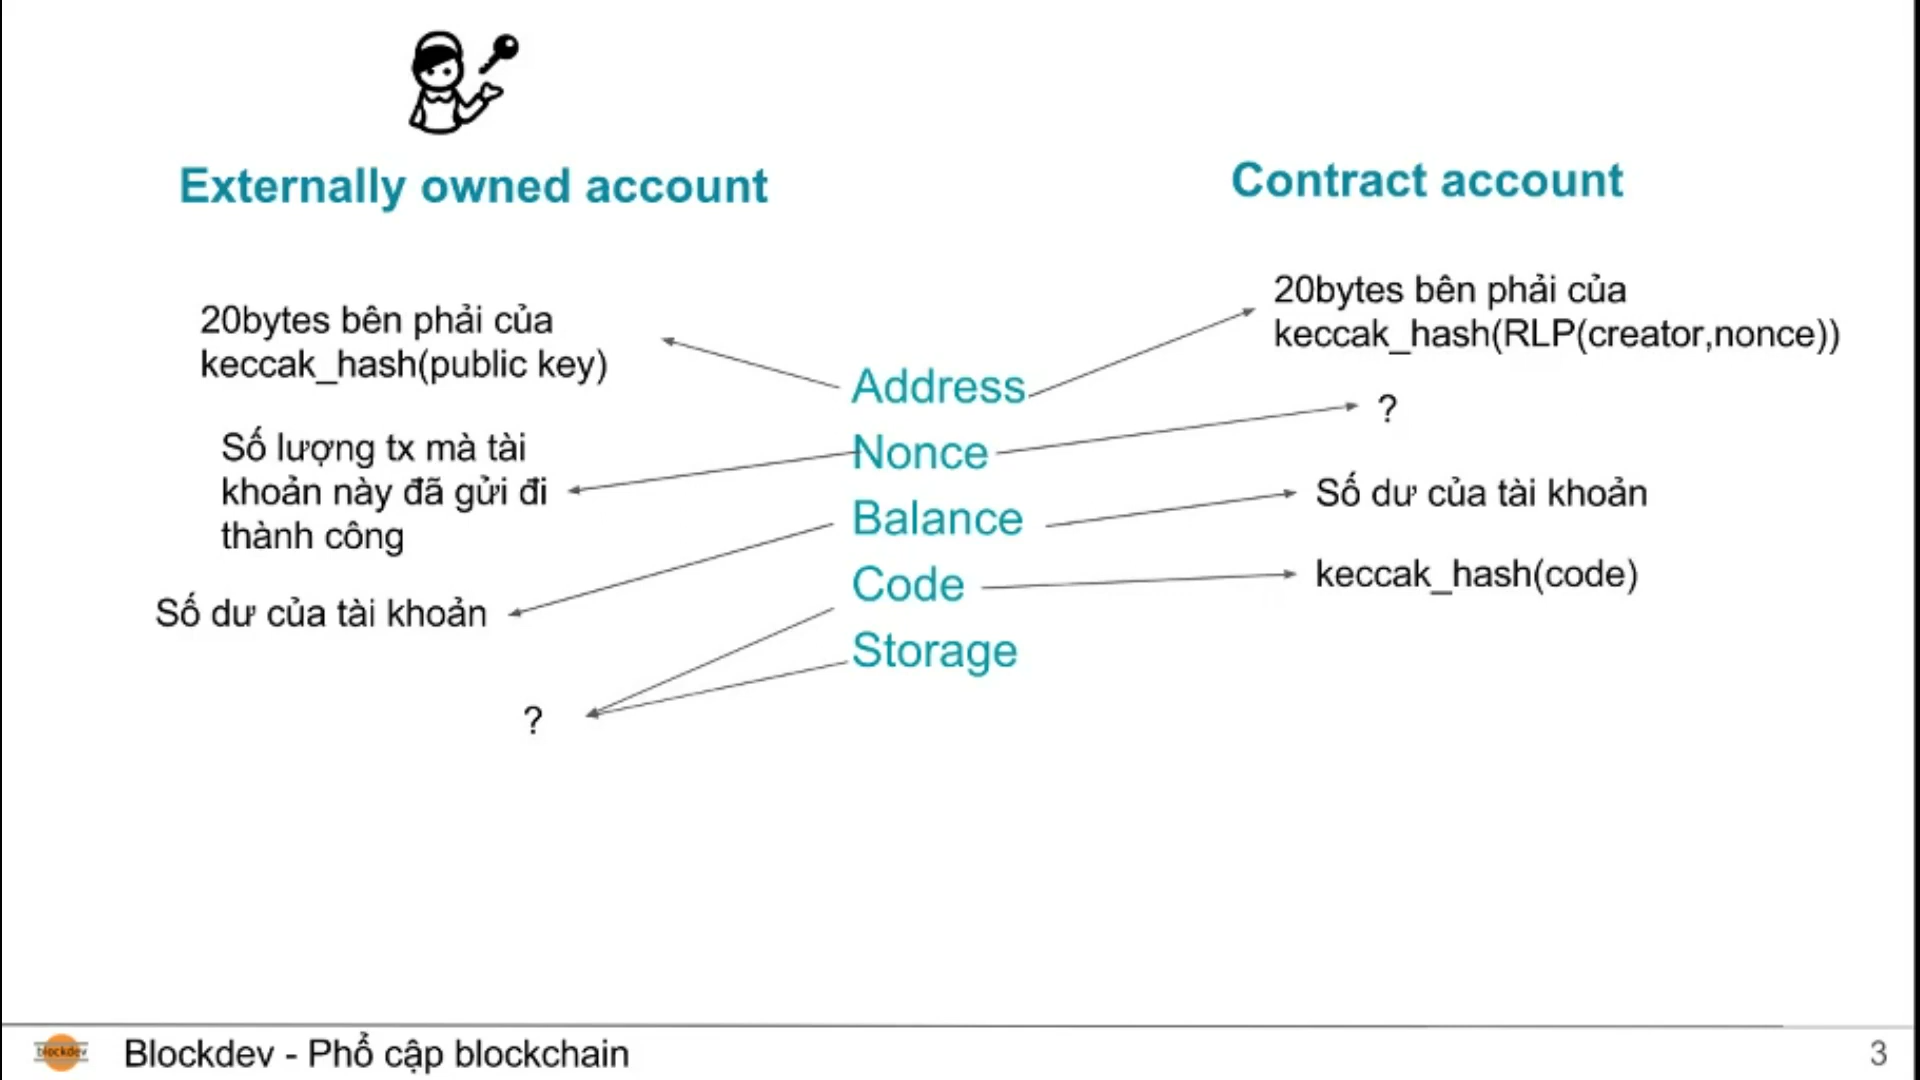 Externally owned account
Contract account
20bytes bên phải của
keccak_hash(public key)
Số lượng tx mà tài
khoản này đã gửi đi
thành công
Số dư của tài khoản
?
Address
Nonce
Balance
Code
Storage
20bytes bên phải của
keccak_hash(RLP(creator,nonce))
?
Số dư của tài khoản
keccak_hash(code)
blockdev
Blockdev - Phổ cập blockchain
3